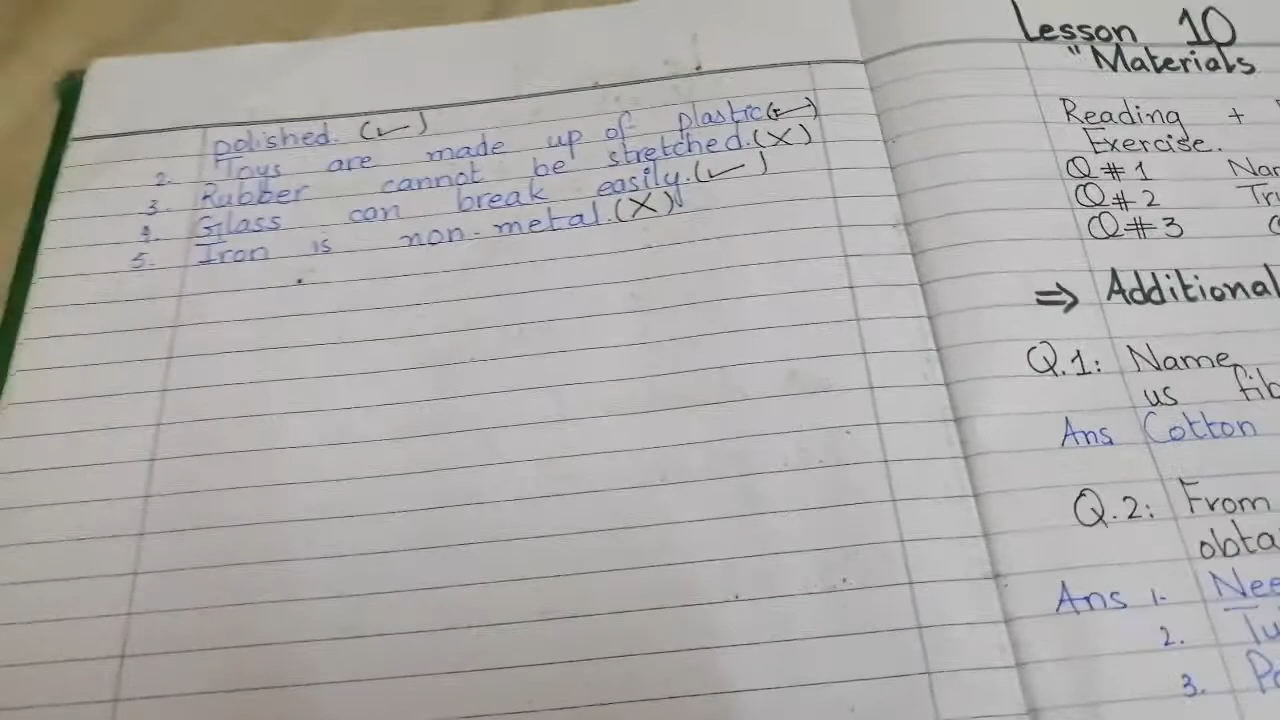 polished. (✓)
2. Toys are made up of plastic (✓)
3. Rubber cannot be stretched. (X)
4. Glass can break easily. (✓)
5. Iron is non-metal. (X)
Lesson 10
"Materials
Reading +
Exercise.
Q # 1
Q # 2
Q # 3
⇒ Additional
Q.1: Name
us
Ans Cotton
Q.2: From
Ans 1.
2.
3.